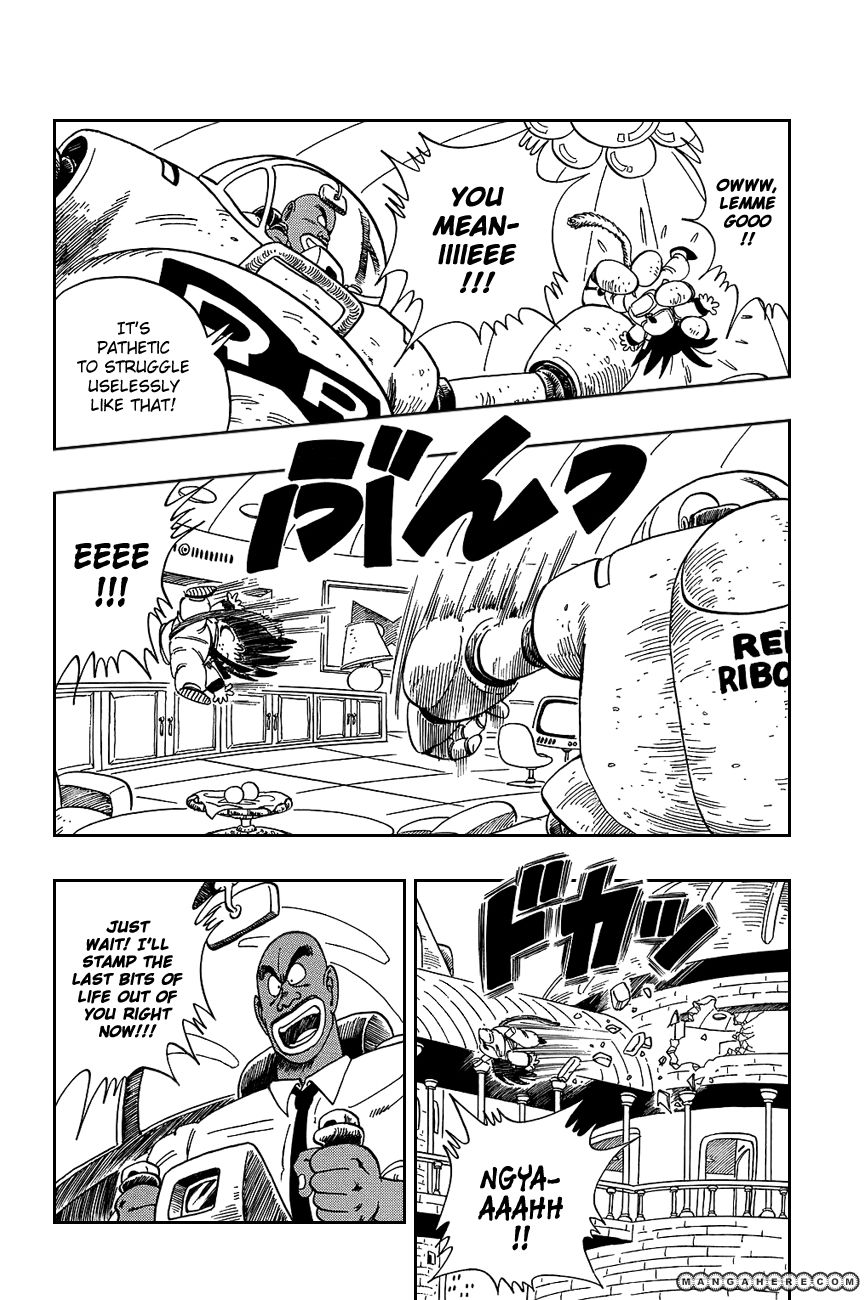 OWWW,
LEMME
GOOO
!!
YOU
MEAN-
IIIIEEE
!!!
R R
IT'S
PATHETIC
TO STRUGGLE
USELESSLY
LIKE THAT!
ぶんっ
EEEE
!!!
RE
RIBO
JUST
WAIT! I'LL
STAMP THE
LAST BITS OF
LIFE OUT OF
YOU RIGHT
NOW!!!
ドカッ
NGYA-
AAAHH
!!
MANGAHERE.COM